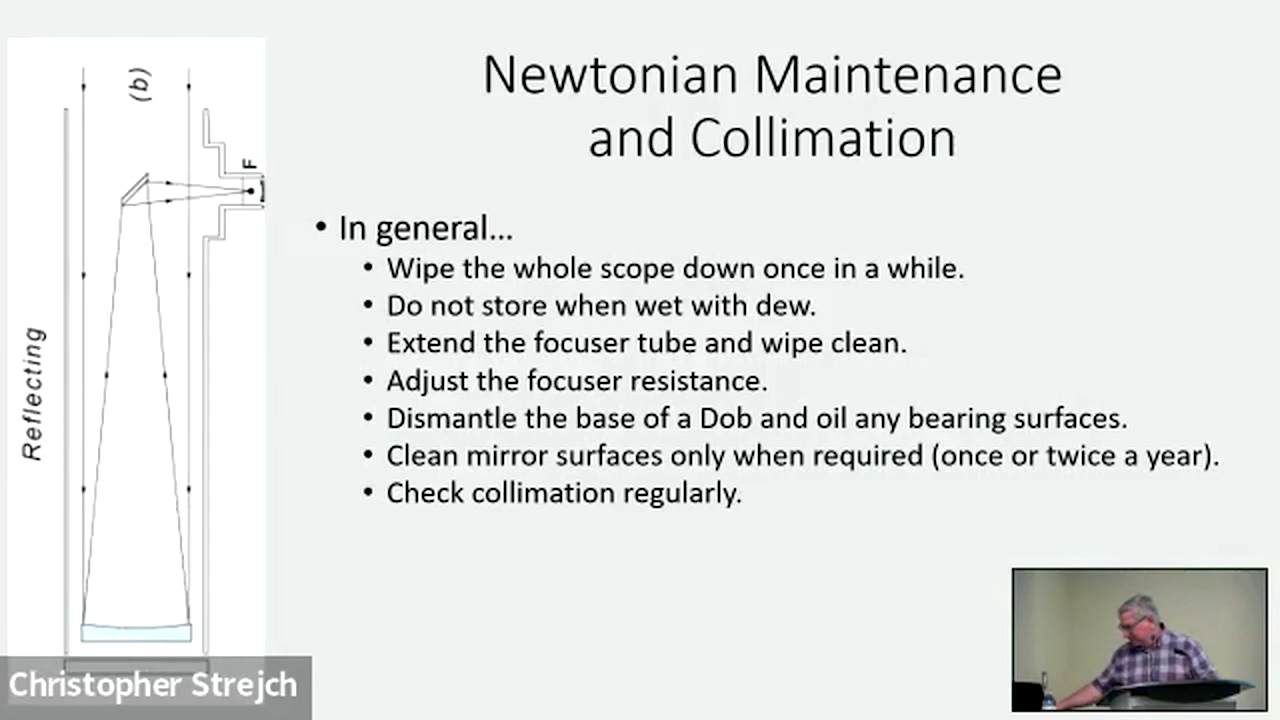 Newtonian Maintenance
and Collimation
(b)
F
Reflecting
• In general...
• Wipe the whole scope down once in a while.
• Do not store when wet with dew.
• Extend the focuser tube and wipe clean.
• Adjust the focuser resistance.
• Dismantle the base of a Dob and oil any bearing surfaces.
• Clean mirror surfaces only when required (once or twice a year).
• Check collimation regularly.
Christopher Strejch